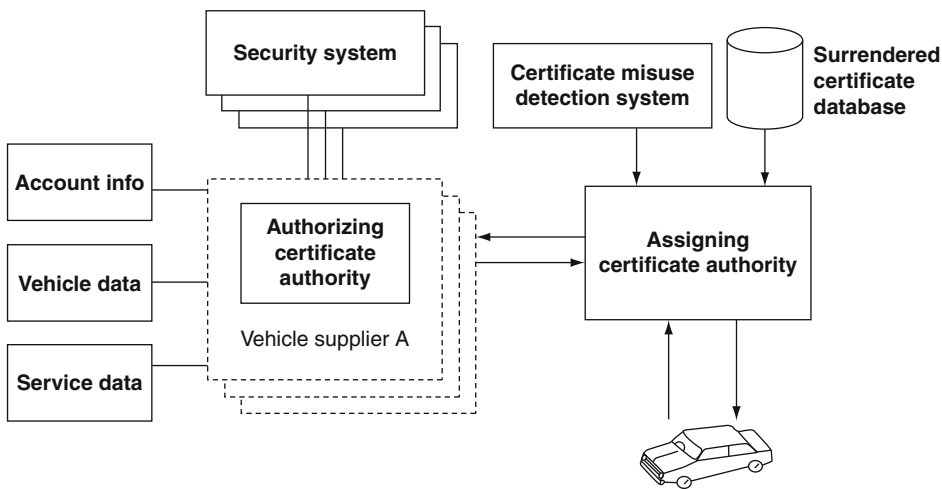 Security system
Certificate misuse
detection system
Surrendered
certificate
database
Account info
Vehicle data
Service data
Authorizing
certificate
authority
Vehicle supplier A
Assigning
certificate authority